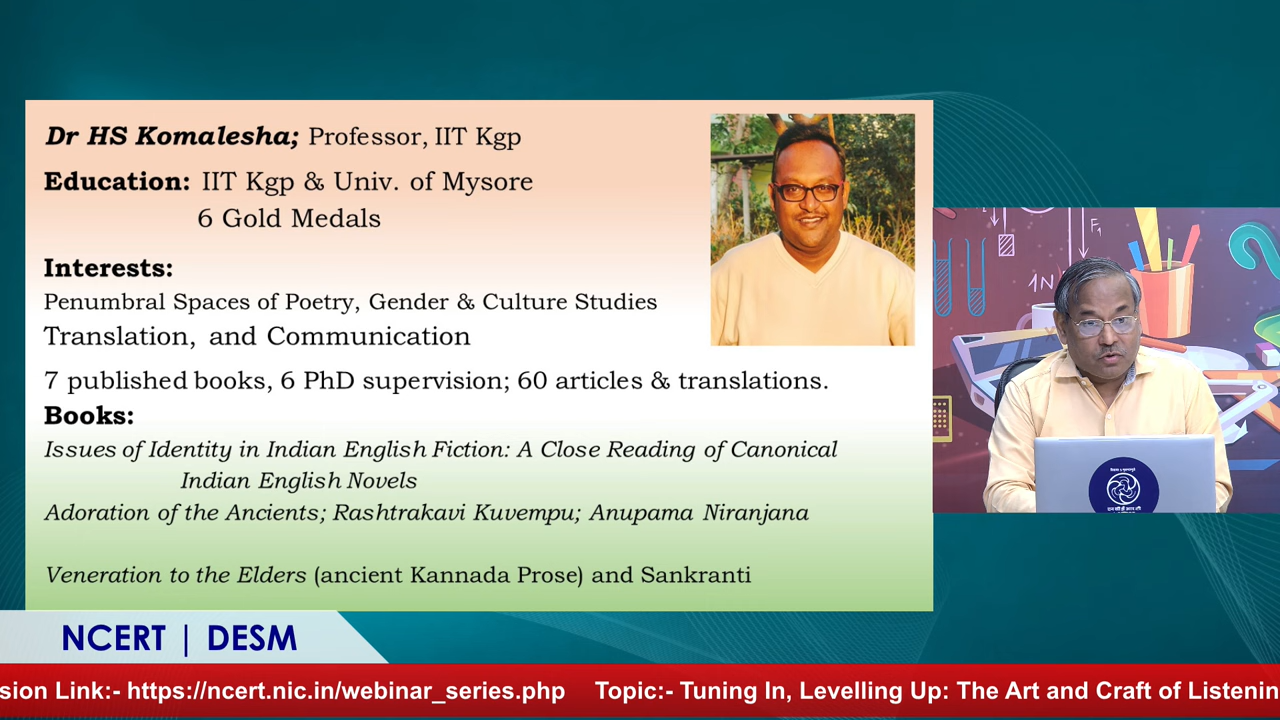 Dr HS Komalesha; Professor, IIT Kgp
Education: IIT Kgp & Univ. of Mysore
6 Gold Medals
Interests:
Penumbral Spaces of Poetry, Gender & Culture Studies
Translation, and Communication
7 published books, 6 PhD supervision; 60 articles & translations.
Books:
Issues of Identity in Indian English Fiction: A Close Reading of Canonical
Indian English Novels
Adoration of the Ancients; Rashtrakavi Kuvempu; Anupama Niranjana
Veneration to the Elders (ancient Kannada Prose) and Sankranti
F₁
1N
NCERT | DESM
sion Link:- https://ncert.nic.in/webinar_series.php Topic:- Tuning In, Levelling Up: The Art and Craft of Listenin